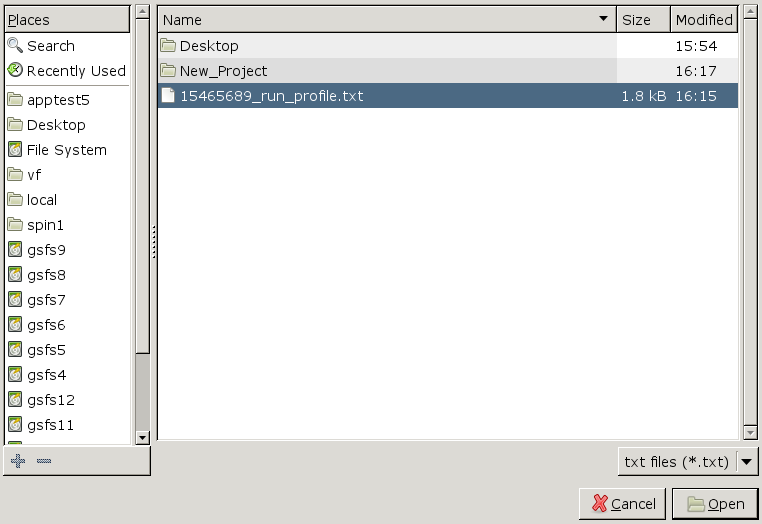 Places
Search
Recently Used
apptest5
Desktop
File System
vf
local
spin1
gsfs9
gsfs8
gsfs7
gsfs6
gsfs5
gsfs4
gsfs12
gsfs11
Name Size Modified
Desktop 15:54
New_Project 16:17
15465689_run_profile.txt 1.8 kB 16:15
txt files (*.txt)
Cancel Open